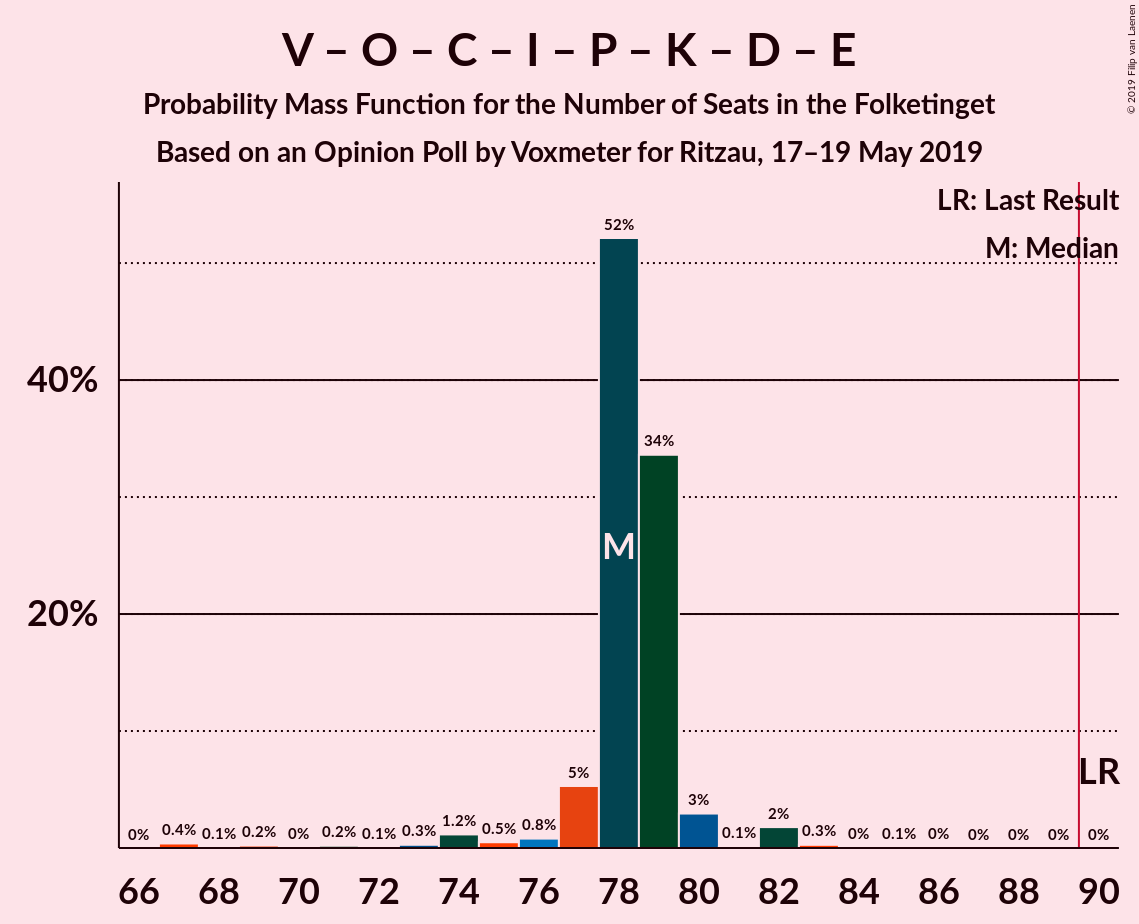 V – O – C – I – P – K – D – E
Probability Mass Function for the Number of Seats in the Folketinget
Based on an Opinion Poll by Voxmeter for Ritzau, 17–19 May 2019
© 2019 Filip van Laenen
LR: Last Result
M: Median
40%
20%
0% 0.4% 0.1% 0.2% 0% 0.2% 0.1% 0.3% 1.2% 0.5% 0.8% 5% 52% 34% 3% 0.1% 2% 0.3% 0% 0.1% 0% 0% 0% 0% 0%
M
LR
66 68 70 72 74 76 78 80 82 84 86 88 90